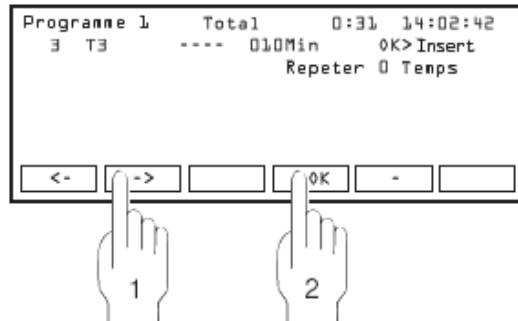 Programme 1 Total 0:31 14:02:42
3 T3 ---- 010Min OK> Insert
Repeter 0 Temps
<- -> OK -
1 2